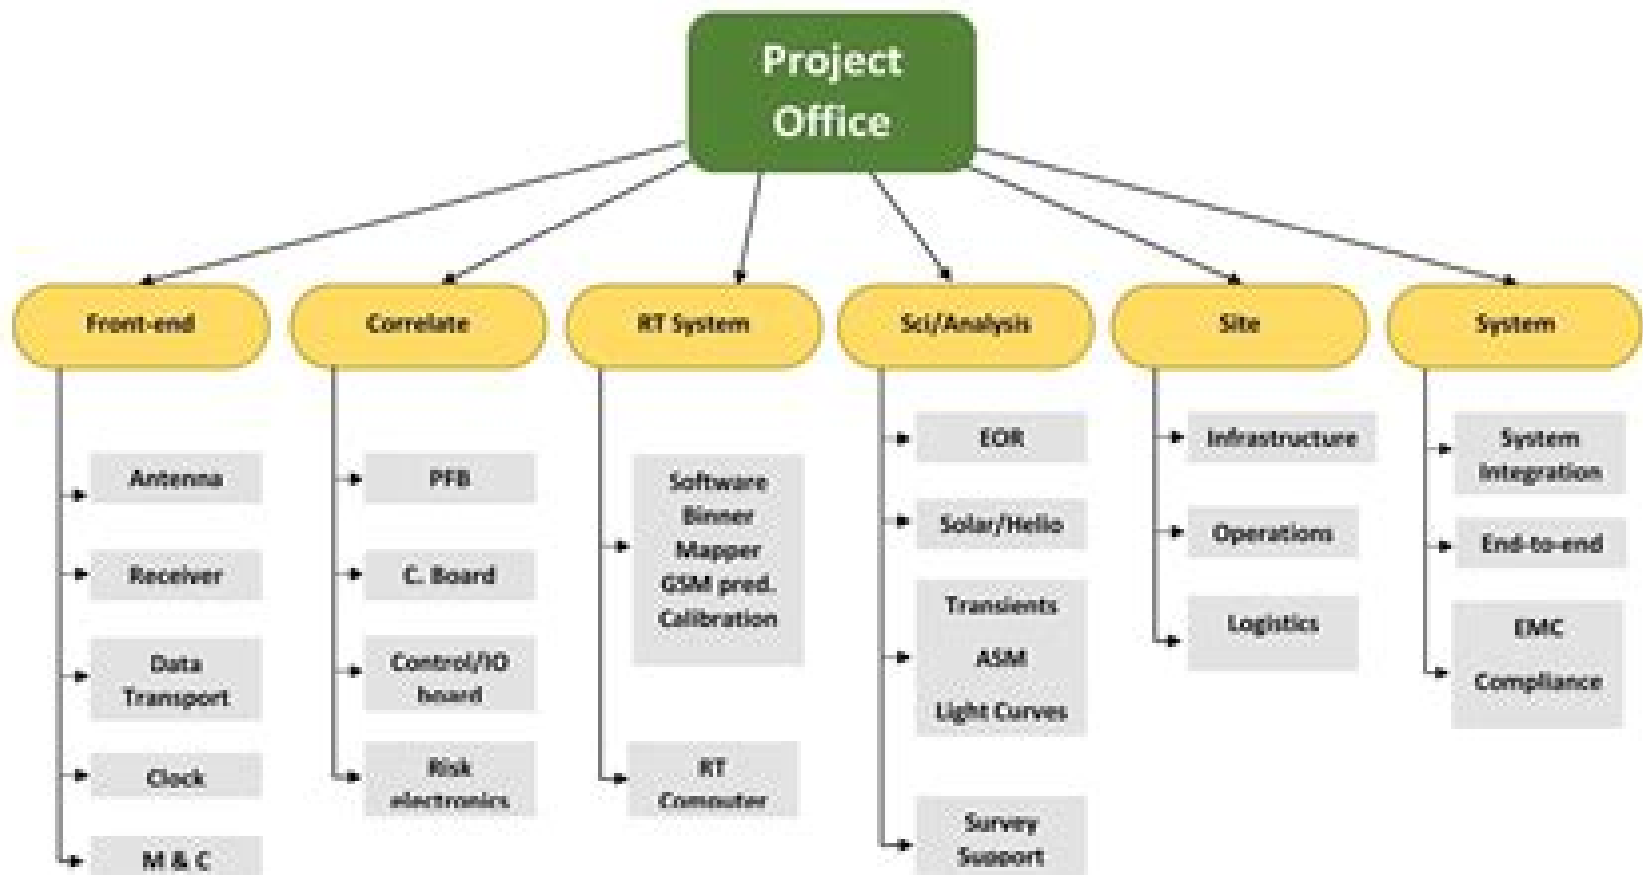 Project
Office
Front-end
Correlate
RT System
Sci/Analysis
Site
System
Antenna
Receiver
Data
Transport
Clock
M & C
PFB
C. Board
Control/IO
board
Risk
electronics
Software
Binner
Mapper
GSM pred.
Calibration
RT
Computer
EOR
Solar/Helio
Transients
ASM
Light Curves
Survey
Support
Infrastructure
Operations
Logistics
System
Integration
End-to-end
EMC
Compliance